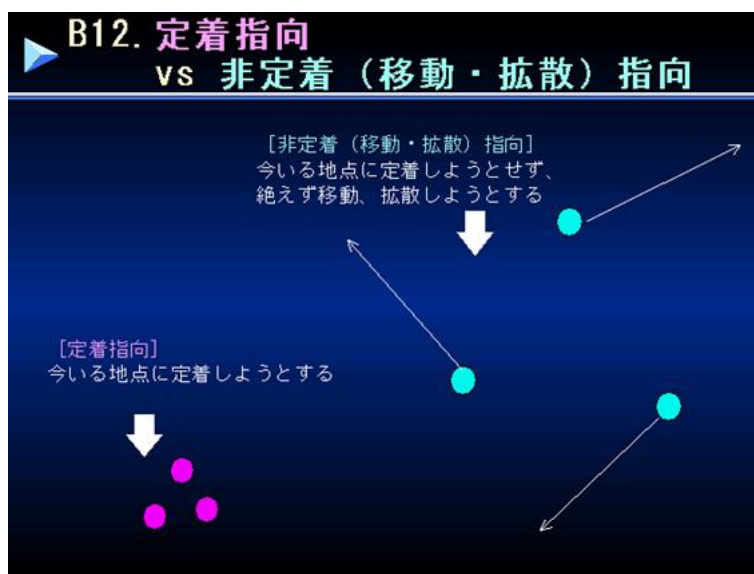 B12. 定着指向
vs 非定着（移動・拡散）指向
［非定着（移動・拡散）指向］
今いる地点に定着しようとせず、
絶えず移動、拡散しようとする
［定着指向］
今いる地点に定着しようとする